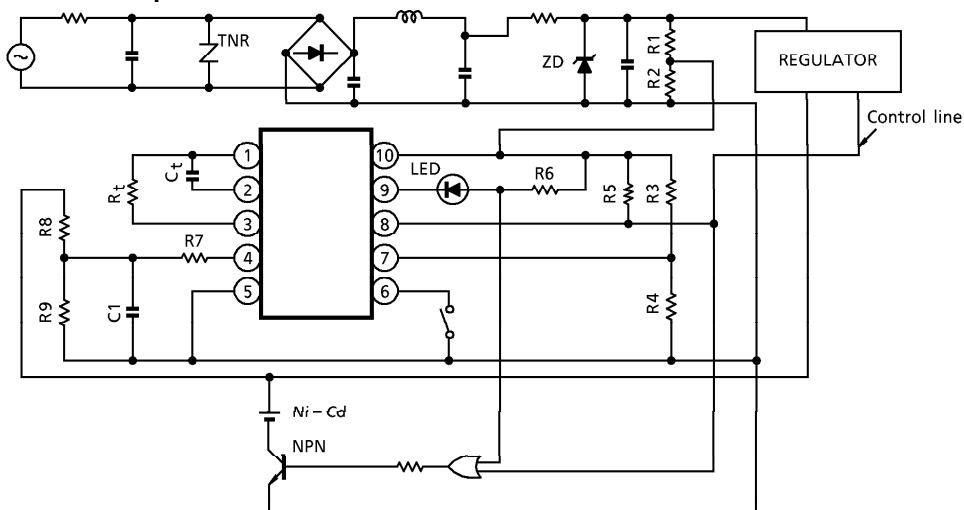 TNR
ZD
R1
R2
REGULATOR
Control line
Ct
Rt
1
2
3
4
5
10
9
8
7
6
LED
R6
R5
R3
R8
R7
R9
C1
R4
Ni – Cd
NPN